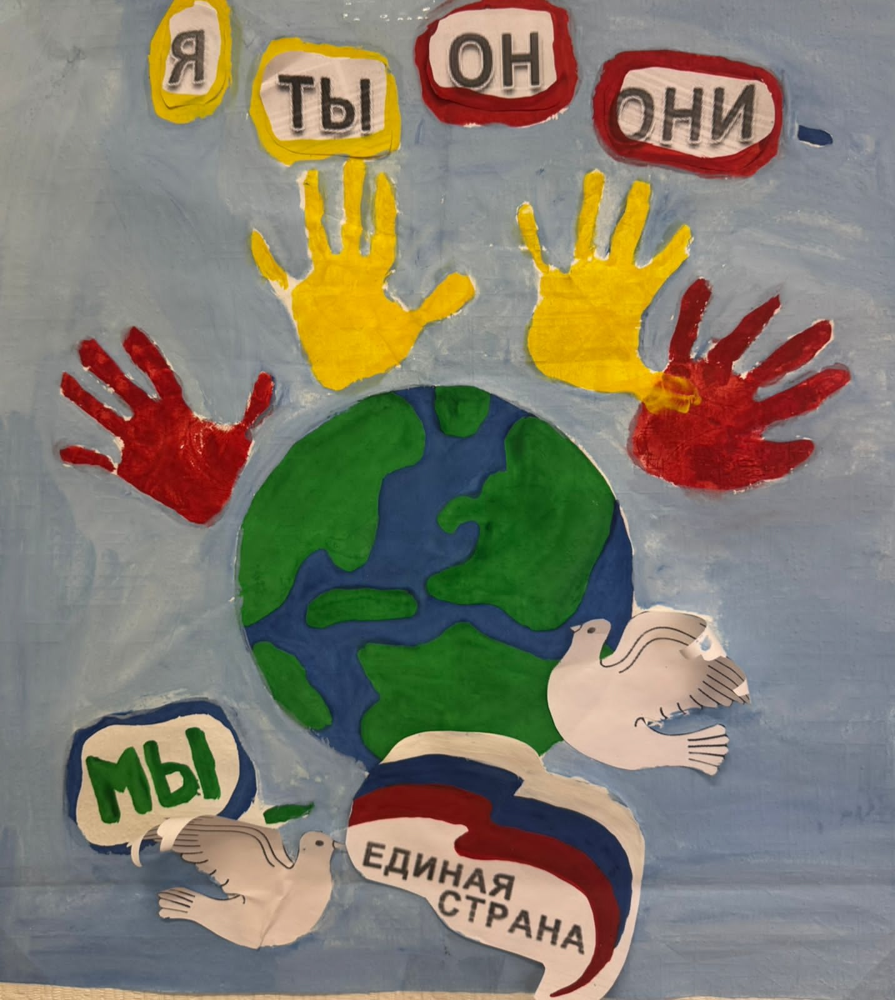 Я
ТЫ
ОН
ОНИ -
МЫ -
ЕДИНАЯ
СТРАНА